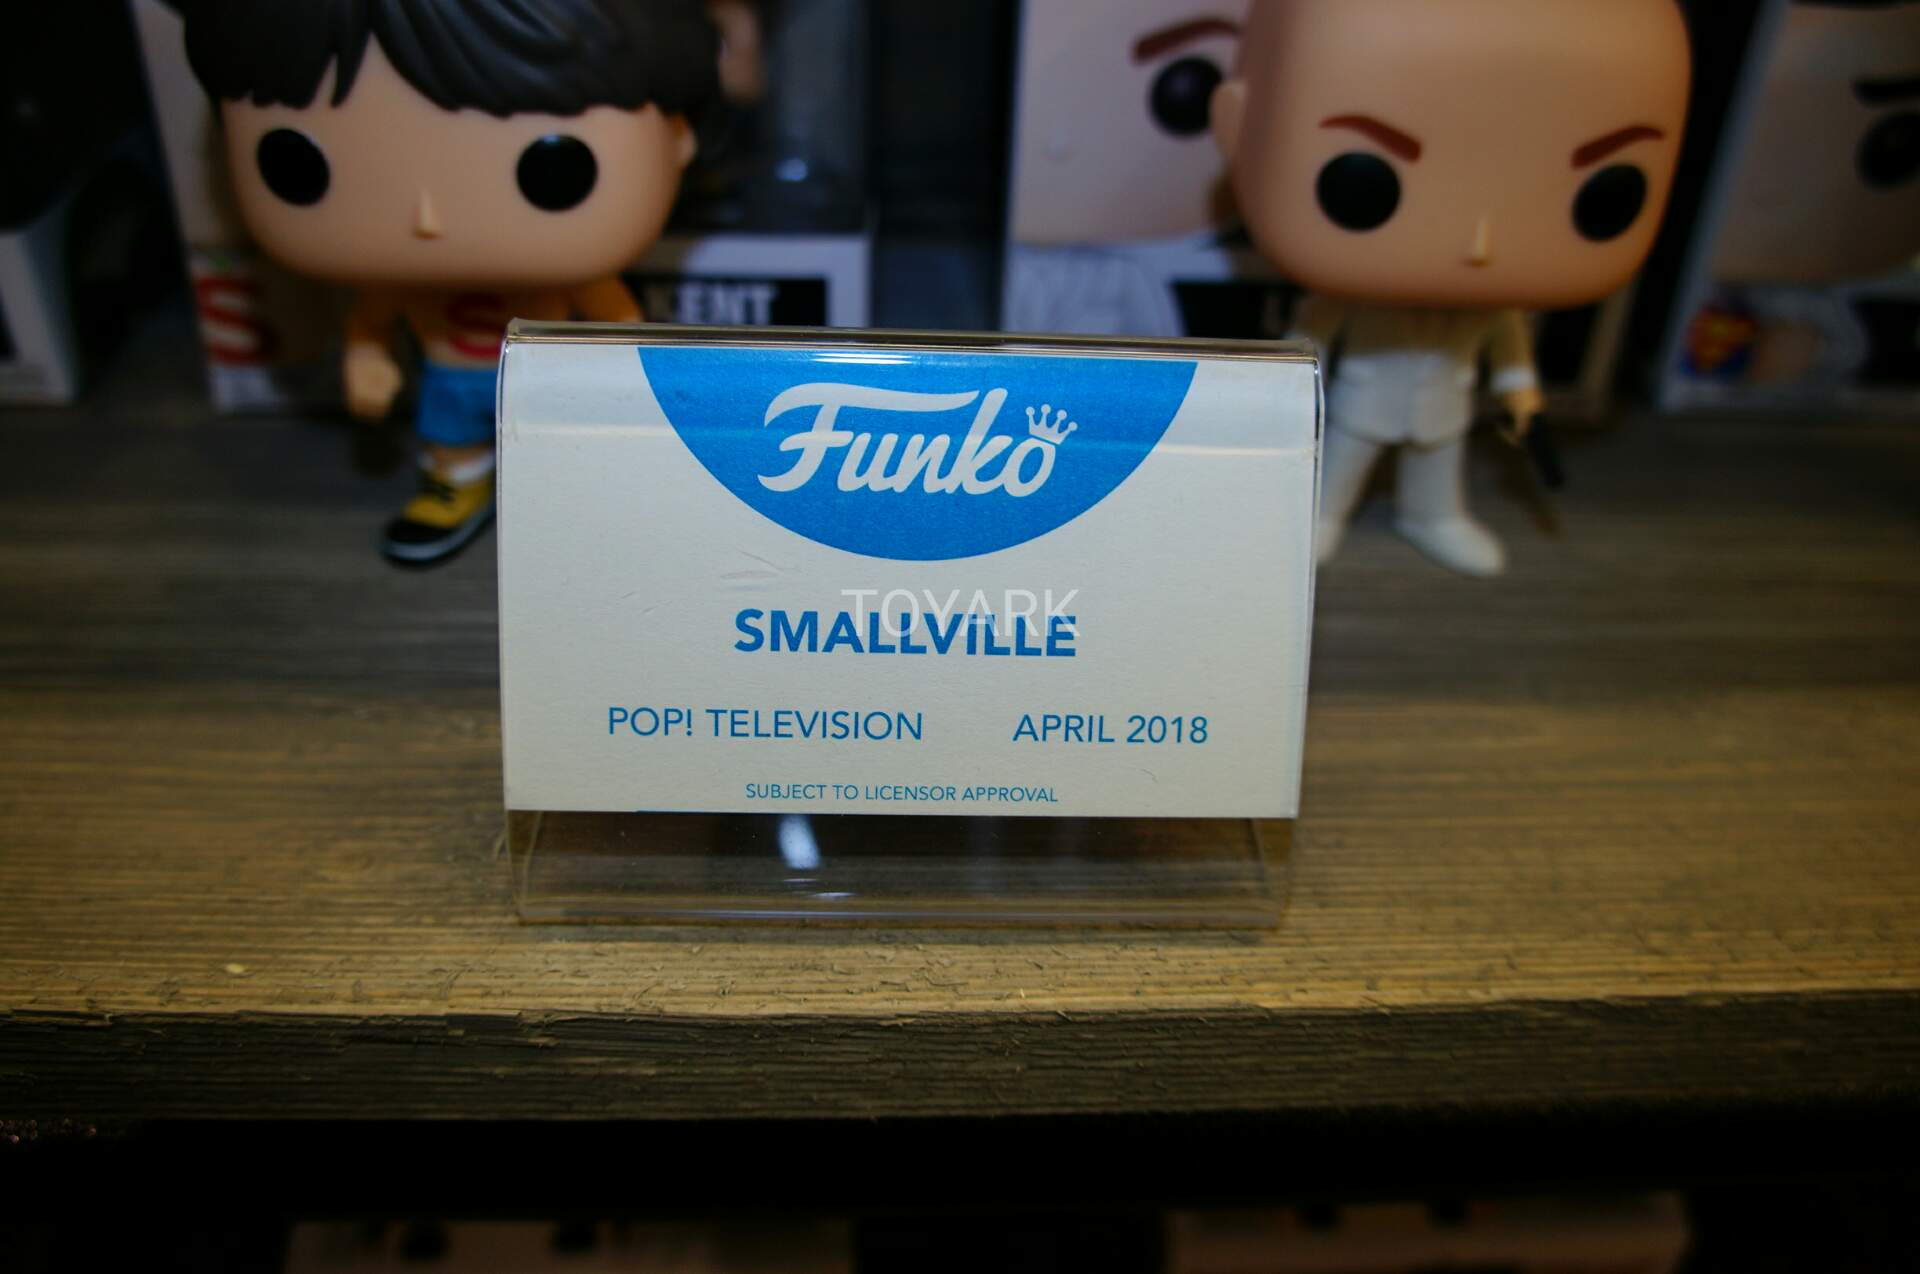 S
S
KENT
Funko
TOYARK
SMALLVILLE
POP! TELEVISION APRIL 2018
SUBJECT TO LICENSOR APPROVAL